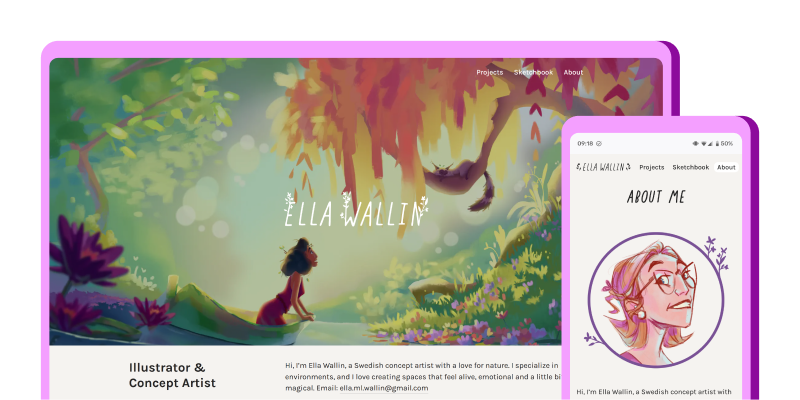 Projects Sketchbook About
ELLA WALLIN
Illustrator &
Concept Artist
Hi, I'm Ella Wallin, a Swedish concept artist with a love for nature. I specialize in
environments, and I love creating spaces that feel alive, emotional and a little bi
magical. Email: ella.ml.wallin@gmail.com
09:18 50%
ELLA WALLIN Projects Sketchbook About
ABOUT ME
Hi, I'm Ella Wallin, a Swedish concept artist with